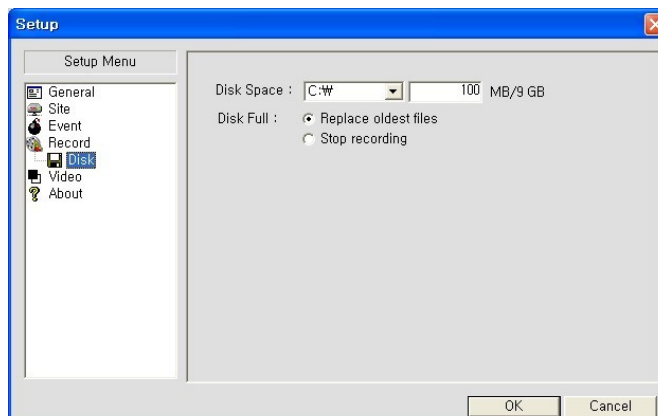 Setup
Setup Menu
General
Site
Event
Record
Disk
Video
About
Disk Space : C:₩ 100 MB/9 GB
Disk Full : Replace oldest files
Stop recording
OK Cancel